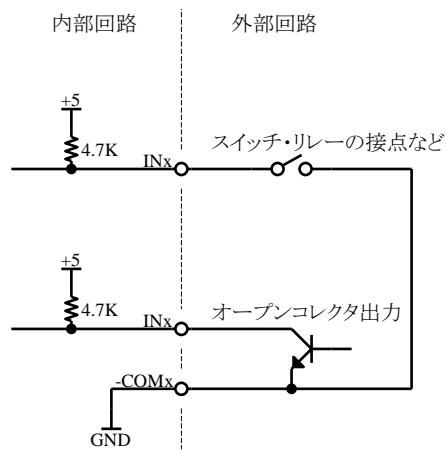 内部回路
外部回路
+5
4.7K
INx
スイッチ・リレーの接点など
+5
4.7K
INx
オープンコレクタ出力
-COMx
GND